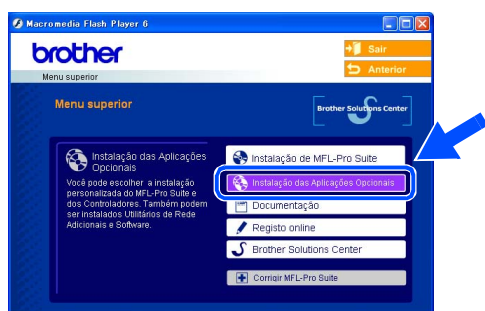 Macromedia Flash Player 6
brother
Sair
Anterior
Menu superior
Menu superior
Brother Solutions Center
Instalação das Aplicações
Opcionais
Você pode escolher a instalação
personalizada do MFL-Pro Suite e
dos Controladores. Também podem
ser instalados Utilitários de Rede
Adicionais e Software.
Instalação de MFL-Pro Suite
Instalação das Aplicações Opcionais
Documentação
Registo online
Brother Solutions Center
Corrigir MFL-Pro Suite